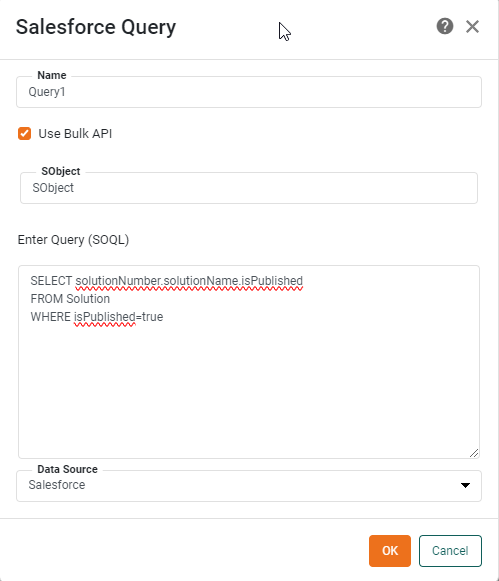 Salesforce Query
Name
Query1
Use Bulk API
SObject
SObject
Enter Query (SOQL)
SELECT solutionNumber.solutionName.isPublished
FROM Solution
WHERE isPublished=true
Data Source
Salesforce
OK
Cancel